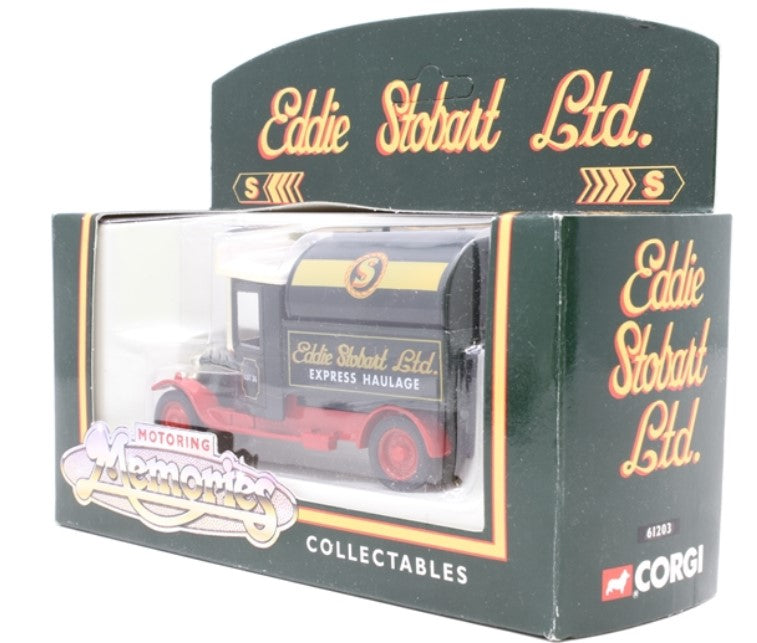 Eddie Stobart Ltd.
S
S
S
Eddie Stobart Ltd.
EXPRESS HAULAGE
MOTORING
Memories
COLLECTABLES
Eddie
Stobart
Ltd.
61203
CORGI